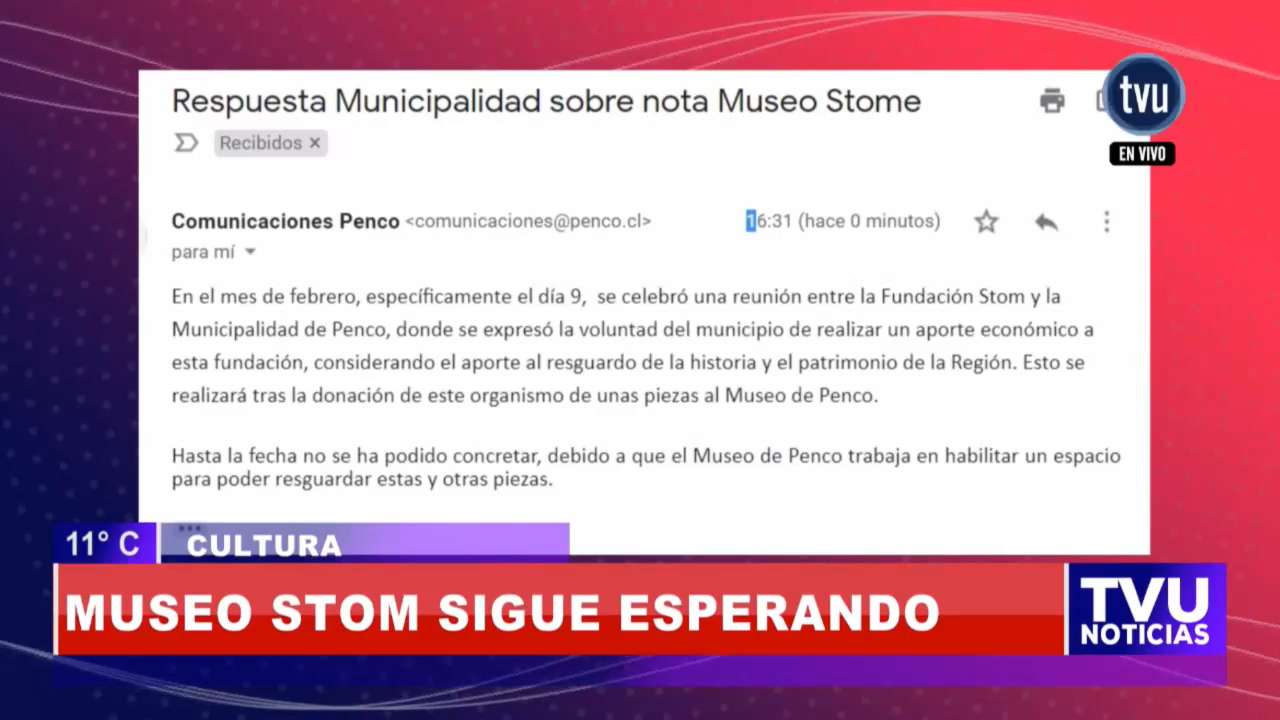 Respuesta Municipalidad sobre nota Museo Stome
tvu
Recibidos ×
EN VIVO
Comunicaciones Penco <comunicaciones@penco.cl> 16:31 (hace 0 minutos)
para mí
En el mes de febrero, específicamente el día 9, se celebró una reunión entre la Fundación Stom y la
Municipalidad de Penco, donde se expresó la voluntad del municipio de realizar un aporte económico a
esta fundación, considerando el aporte al resguardo de la historia y el patrimonio de la Región. Esto se
realizará tras la donación de este organismo de unas piezas al Museo de Penco.
Hasta la fecha no se ha podido concretar, debido a que el Museo de Penco trabaja en habilitar un espacio
para poder resguardar estas y otras piezas.
11° C CULTURA
MUSEO STOM SIGUE ESPERANDO
TVU
NOTICIAS